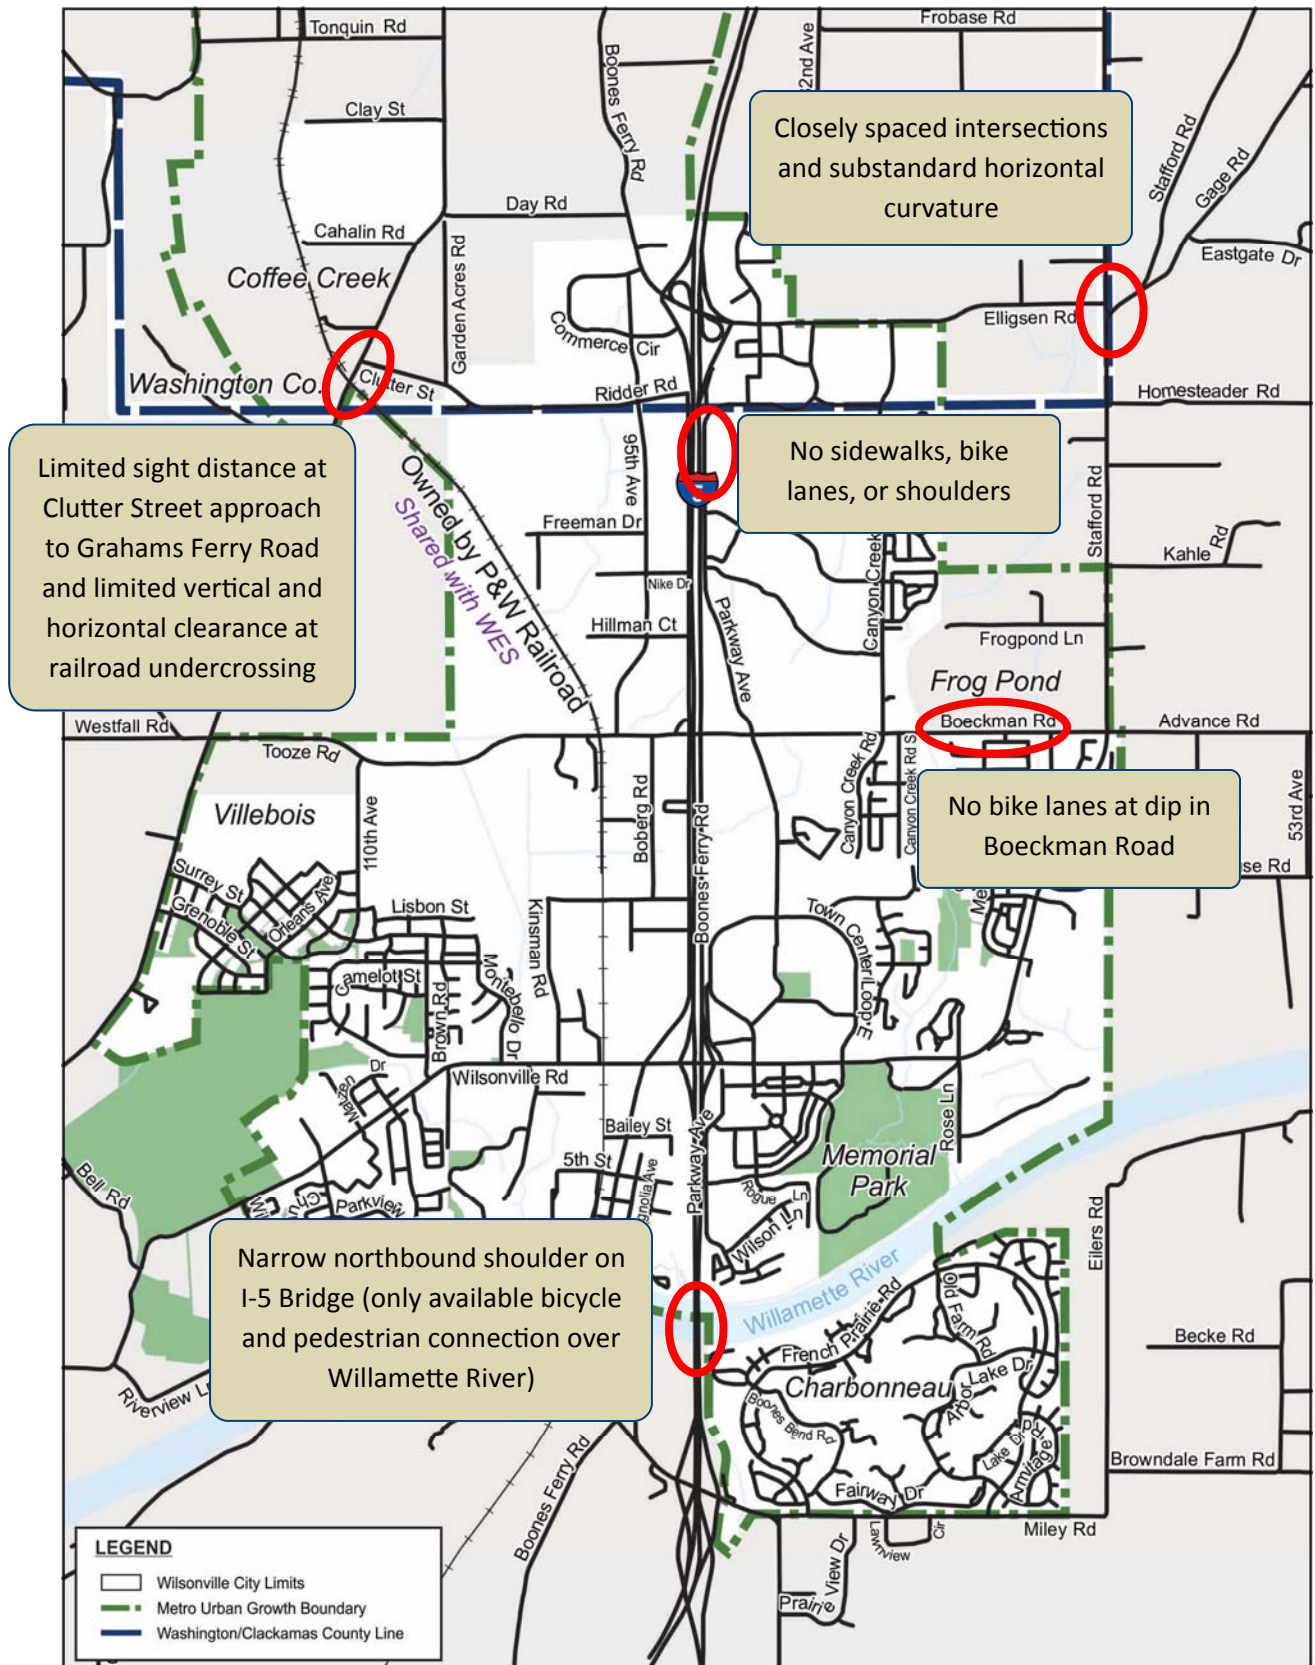 Tonquin Rd
Frobase Rd
Boones Ferry Rd
Clay St
Closely spaced intersections
and substandard horizontal
curvature
Stafford Rd
Gage Rd
Day Rd
Cahalin Rd
Eastgate Dr
Coffee Creek
Garden Acres Rd
Elligsen Rd
Commerce Cir
Washington Co.
Clutter St
Ridder Rd
Homesteader Rd
Limited sight distance at
Clutter Street approach
to Grahams Ferry Road
and limited vertical and
horizontal clearance at
railroad undercrossing
No sidewalks, bike
lanes, or shoulders
95th Ave
Owned by P&W Railroad
Shared with WES
5
Stafford Rd
Freeman Dr
Kahle Rd
Nike Dr
Canyon Creek
Parkway Ave
Hillman Ct
Frogpond Ln
Frog Pond
Westfall Rd
Boeckman Rd
Advance Rd
Tooze Rd
Canyon Creek Rd
Canyon Creek Rd S
No bike lanes at dip in
Boeckman Road
53rd Ave
Villebois
110th Ave
Boberg Rd
Boones Ferry Rd
Surrey St
Orleans Ave
Grenoble St
Lisbon St
Kinsman Rd
Town Center Loop E
Camelot St
Brown Rd
Montebello Dr
Wilsonville Rd
Rose Ln
Bailey St
Parkway Ave
5th St
Memorial
Park
Bell Rd
Rogue Ln
Parkview
Wilson Ln
Eilers Rd
Narrow northbound shoulder on
I-5 Bridge (only available bicycle
and pedestrian connection over
Willamette River)
Willamette River
Old Farm Rd
French Prairie Rd
Becke Rd
Lake Dr
Charbonneau
Arbor
Riverview L
Boones Bend Rd
Lake Dr
Armitage
Browndale Farm Rd
Fairway Dr
Boones Ferry Rd
Miley Rd
Lawnview Cir
Prairie View Dr
LEGEND
Wilsonville City Limits
Metro Urban Growth Boundary
Washington/Clackamas County Line